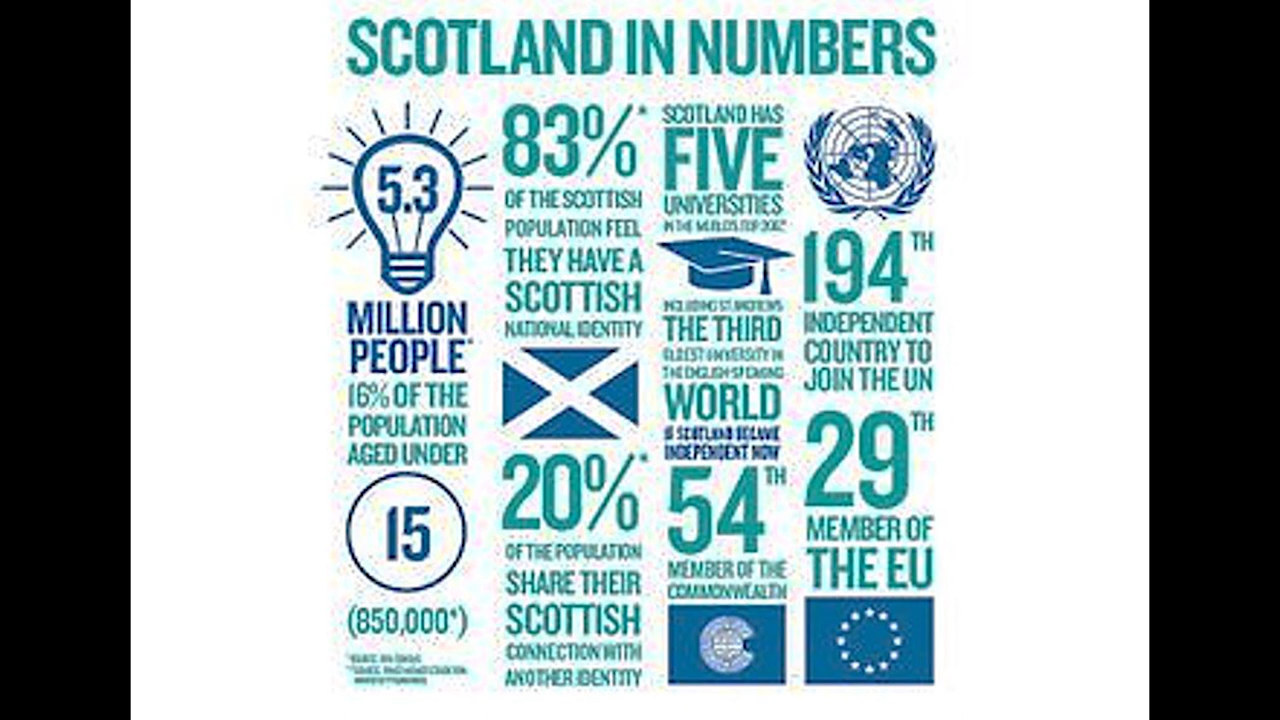 SCOTLAND IN NUMBERS
5.3
MILLION
PEOPLE*
16% OF THE
POPULATION
AGED UNDER
15
(850,000*)
83%*
OF THE SCOTTISH
POPULATION FEEL
THEY HAVE A
SCOTTISH
NATIONAL IDENTITY
20%*
OF THE POPULATION
SHARE THEIR
SCOTTISH
CONNECTION WITH
ANOTHER IDENTITY
SCOTLAND HAS
FIVE
UNIVERSITIES
IN THE WORLD'S TOP
INCLUDING ST ANDREWS
THE THIRD
OLDEST UNIVERSITY IN
THE ENGLISH-SPEAKING
WORLD
IF SCOTLAND BECAME
INDEPENDENT NOW
54TH
MEMBER OF THE
COMMONWEALTH
194TH
INDEPENDENT
COUNTRY TO
JOIN THE UN
29TH
MEMBER OF
THE EU